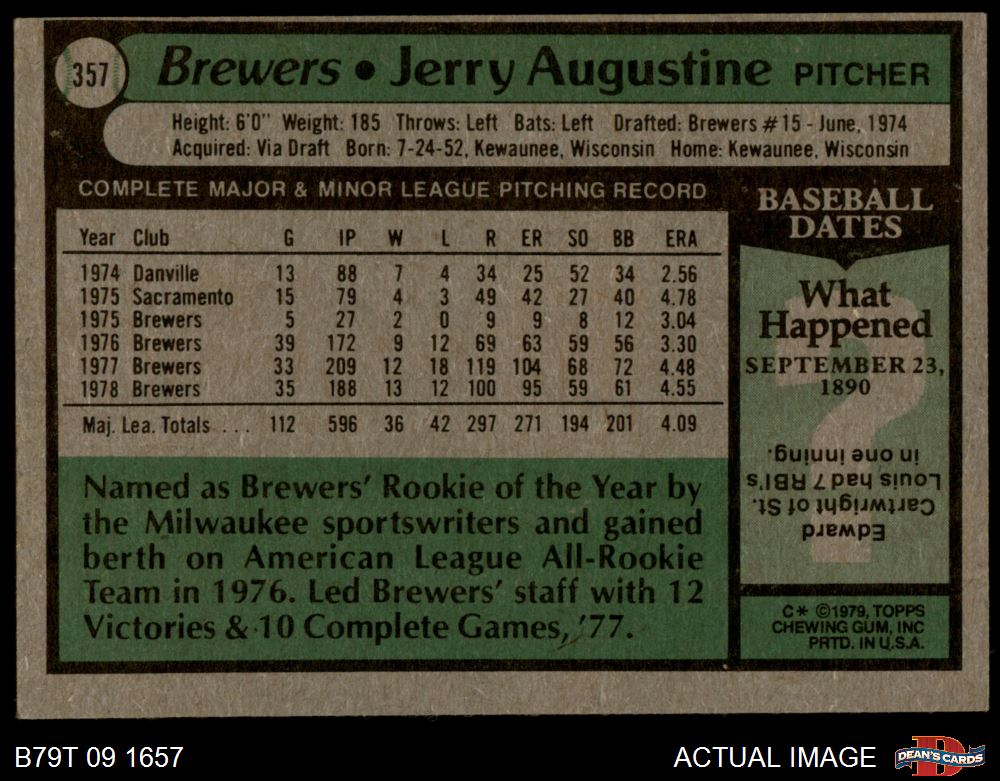 357
Brewers • Jerry Augustine PITCHER
Height: 6'0" Weight: 185 Throws: Left Bats: Left Drafted: Brewers #15 - June, 1974
Acquired: Via Draft Born: 7-24-52, Kewaunee, Wisconsin Home: Kewaunee, Wisconsin
COMPLETE MAJOR & MINOR LEAGUE PITCHING RECORD
Year Club G IP W L R ER SO BB ERA
1974 Danville 13 88 7 4 34 25 52 34 2.56
1975 Sacramento 15 79 4 3 49 42 27 40 4.78
1975 Brewers 5 27 2 0 9 9 8 12 3.04
1976 Brewers 39 172 9 12 69 63 59 56 3.30
1977 Brewers 33 209 12 18 119 104 68 72 4.48
1978 Brewers 35 188 13 12 100 95 59 61 4.55
Maj. Lea. Totals . . . 112 596 36 42 297 271 194 201 4.09
Named as Brewers' Rookie of the Year by
the Milwaukee sportswriters and gained
berth on American League All-Rookie
Team in 1976. Led Brewers' staff with 12
Victories & 10 Complete Games, '77.
BASEBALL
DATES
What
Happened
SEPTEMBER 23,
1890
?
Edward
Cartwright of St.
Louis had 7 RBI's
in one inning.
C* ©1979, TOPPS
CHEWING GUM, INC
PRTD. IN U.S.A.
B79T 09 1657
ACTUAL IMAGE
D
DEAN'S CARDS